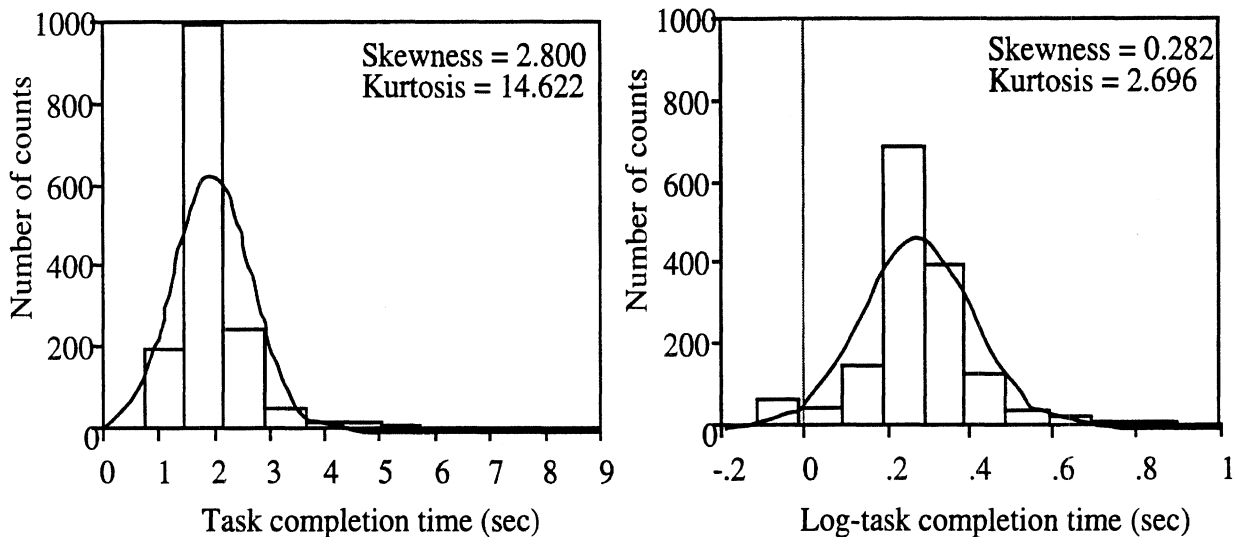 1000
800
600
400
200
0
Number of counts
Skewness = 2.800
Kurtosis = 14.622
0 1 2 3 4 5 6 7 8 9
Task completion time (sec)
1000
800
600
400
200
0
Number of counts
Skewness = 0.282
Kurtosis = 2.696
-.2 0 .2 .4 .6 .8 1
Log-task completion time (sec)